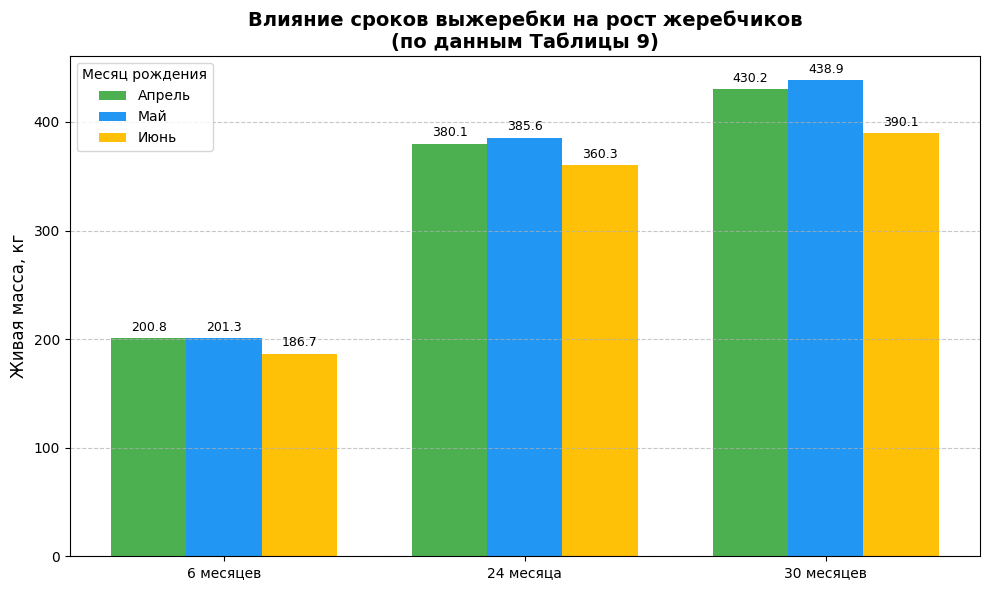 Влияние сроков выжеребки на рост жеребчиков
(по данным Таблицы 9)
Месяц рождения
Апрель
Май
Июнь
Живая масса, кг
400
300
200
100
0
200.8
201.3
186.7
380.1
385.6
360.3
430.2
438.9
390.1
6 месяцев
24 месяца
30 месяцев